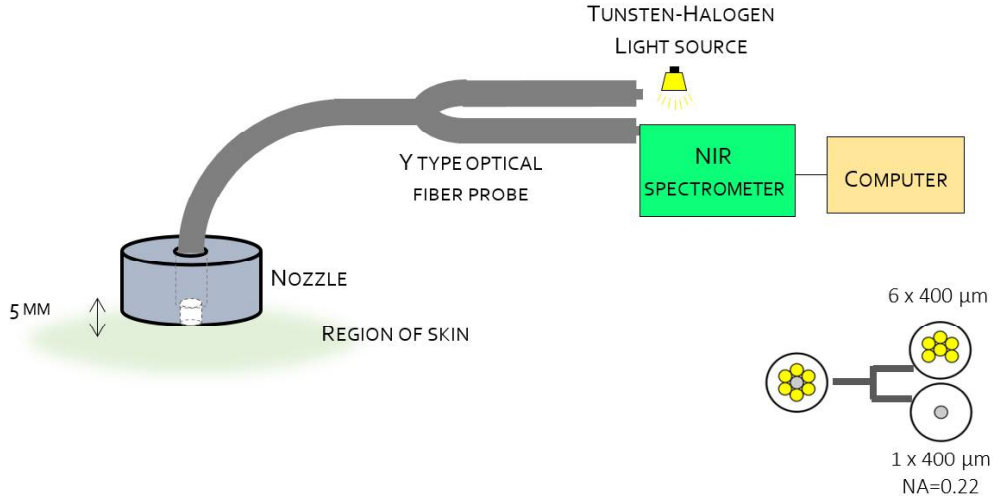 Tunsten-Halogen
Light source
Y type optical
fiber probe
NIR
spectrometer
Computer
Nozzle
5 mm
Region of skin
6 x 400 µm
1 x 400 µm
NA=0.22